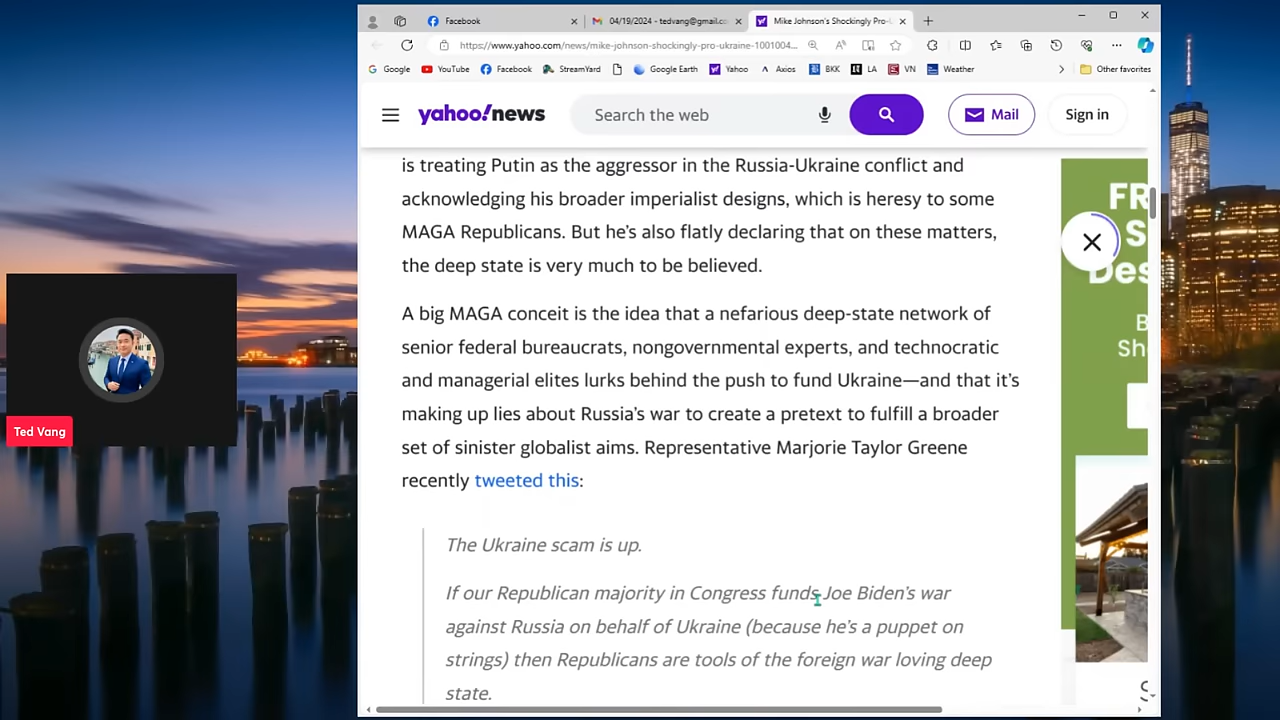 Facebook
04/19/2024 - tedvang@gmail.co
Mike Johnson's Shockingly Pro-U
https://www.yahoo.com/news/mike-johnson-shockingly-pro-ukraine-1001004...
Google YouTube Facebook StreamYard Google Earth Yahoo Axios BKK LA VN Weather Other favorites
yahoo!news
Search the web
Mail
Sign in
is treating Putin as the aggressor in the Russia-Ukraine conflict and
acknowledging his broader imperialist designs, which is heresy to some
MAGA Republicans. But he's also flatly declaring that on these matters,
the deep state is very much to be believed.
A big MAGA conceit is the idea that a nefarious deep-state network of
senior federal bureaucrats, nongovernmental experts, and technocratic
and managerial elites lurks behind the push to fund Ukraine—and that it's
making up lies about Russia's war to create a pretext to fulfill a broader
set of sinister globalist aims. Representative Marjorie Taylor Greene
recently tweeted this:
The Ukraine scam is up.
If our Republican majority in Congress funds Joe Biden's war
against Russia on behalf of Ukraine (because he's a puppet on
strings) then Republicans are tools of the foreign war loving deep
state.
FR
S
Des
B
Sh
Ted Vang